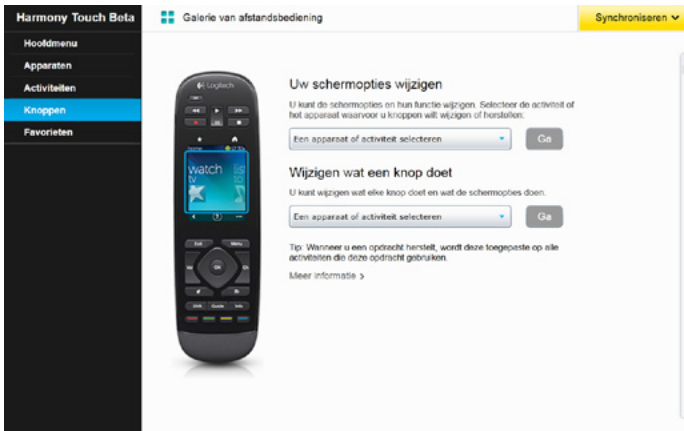 Harmony Touch Beta
Galerie van afstandsbediening
Synchroniseren
Hoofdmenu
Apparaten
Activiteiten
Knoppen
Favorieten
Logitech
watch
tv
Exit Menu
OK
DVR Guide Info
Uw schermopties wijzigen
U kunt de schermopties en hun functie wijzigen. Selecteer de activiteit of
het apparaat waarvoor u knoppen wilt wijzigen of herstellen:
Een apparaat of activiteit selecteren
Ga
Wijzigen wat een knop doet
U kunt wijzigen wat elke knop doet en wat de schermopties doen.
Een apparaat of activiteit selecteren
Ga
Tip: Wanneer u een opdracht herstelt, wordt deze toegepaste op alle
activiteiten die deze opdracht gebruiken.
Meer informatie >